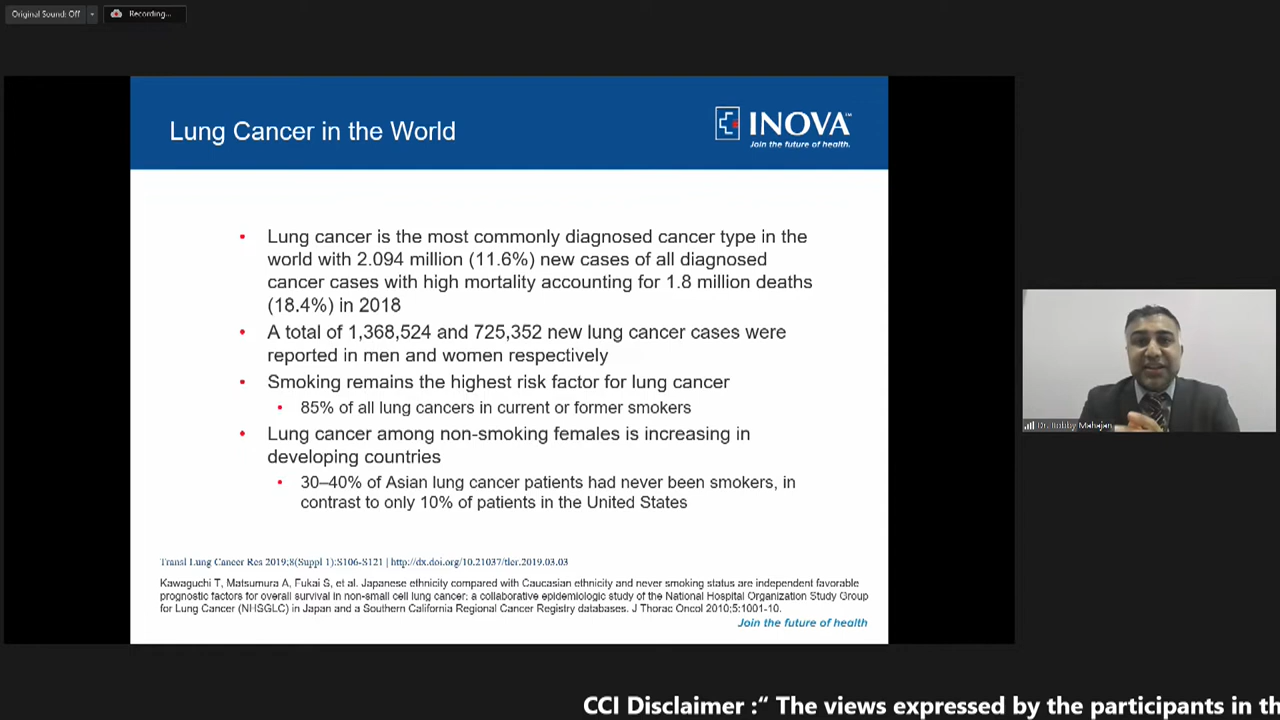 Original Sound: Off
Recording...
Lung Cancer in the World
INOVA™
Join the future of health.
• Lung cancer is the most commonly diagnosed cancer type in the
world with 2.094 million (11.6%) new cases of all diagnosed
cancer cases with high mortality accounting for 1.8 million deaths
(18.4%) in 2018
• A total of 1,368,524 and 725,352 new lung cancer cases were
reported in men and women respectively
• Smoking remains the highest risk factor for lung cancer
• 85% of all lung cancers in current or former smokers
• Lung cancer among non-smoking females is increasing in
developing countries
• 30–40% of Asian lung cancer patients had never been smokers, in
contrast to only 10% of patients in the United States
Transl Lung Cancer Res 2019;8(Suppl 1):S106-S121 | http://dx.doi.org/10.21037/tlcr.2019.03.03
Kawaguchi T, Matsumura A, Fukai S, et al. Japanese ethnicity compared with Caucasian ethnicity and never smoking status are independent favorable
prognostic factors for overall survival in non-small cell lung cancer: a collaborative epidemiologic study of the National Hospital Organization Study Group
for Lung Cancer (NHSGLC) in Japan and a Southern California Regional Cancer Registry databases. J Thorac Oncol 2010;5:1001-10.
Join the future of health
Dr. Bobby Mahajan
CCI Disclaimer :“ The views expressed by the participants in th